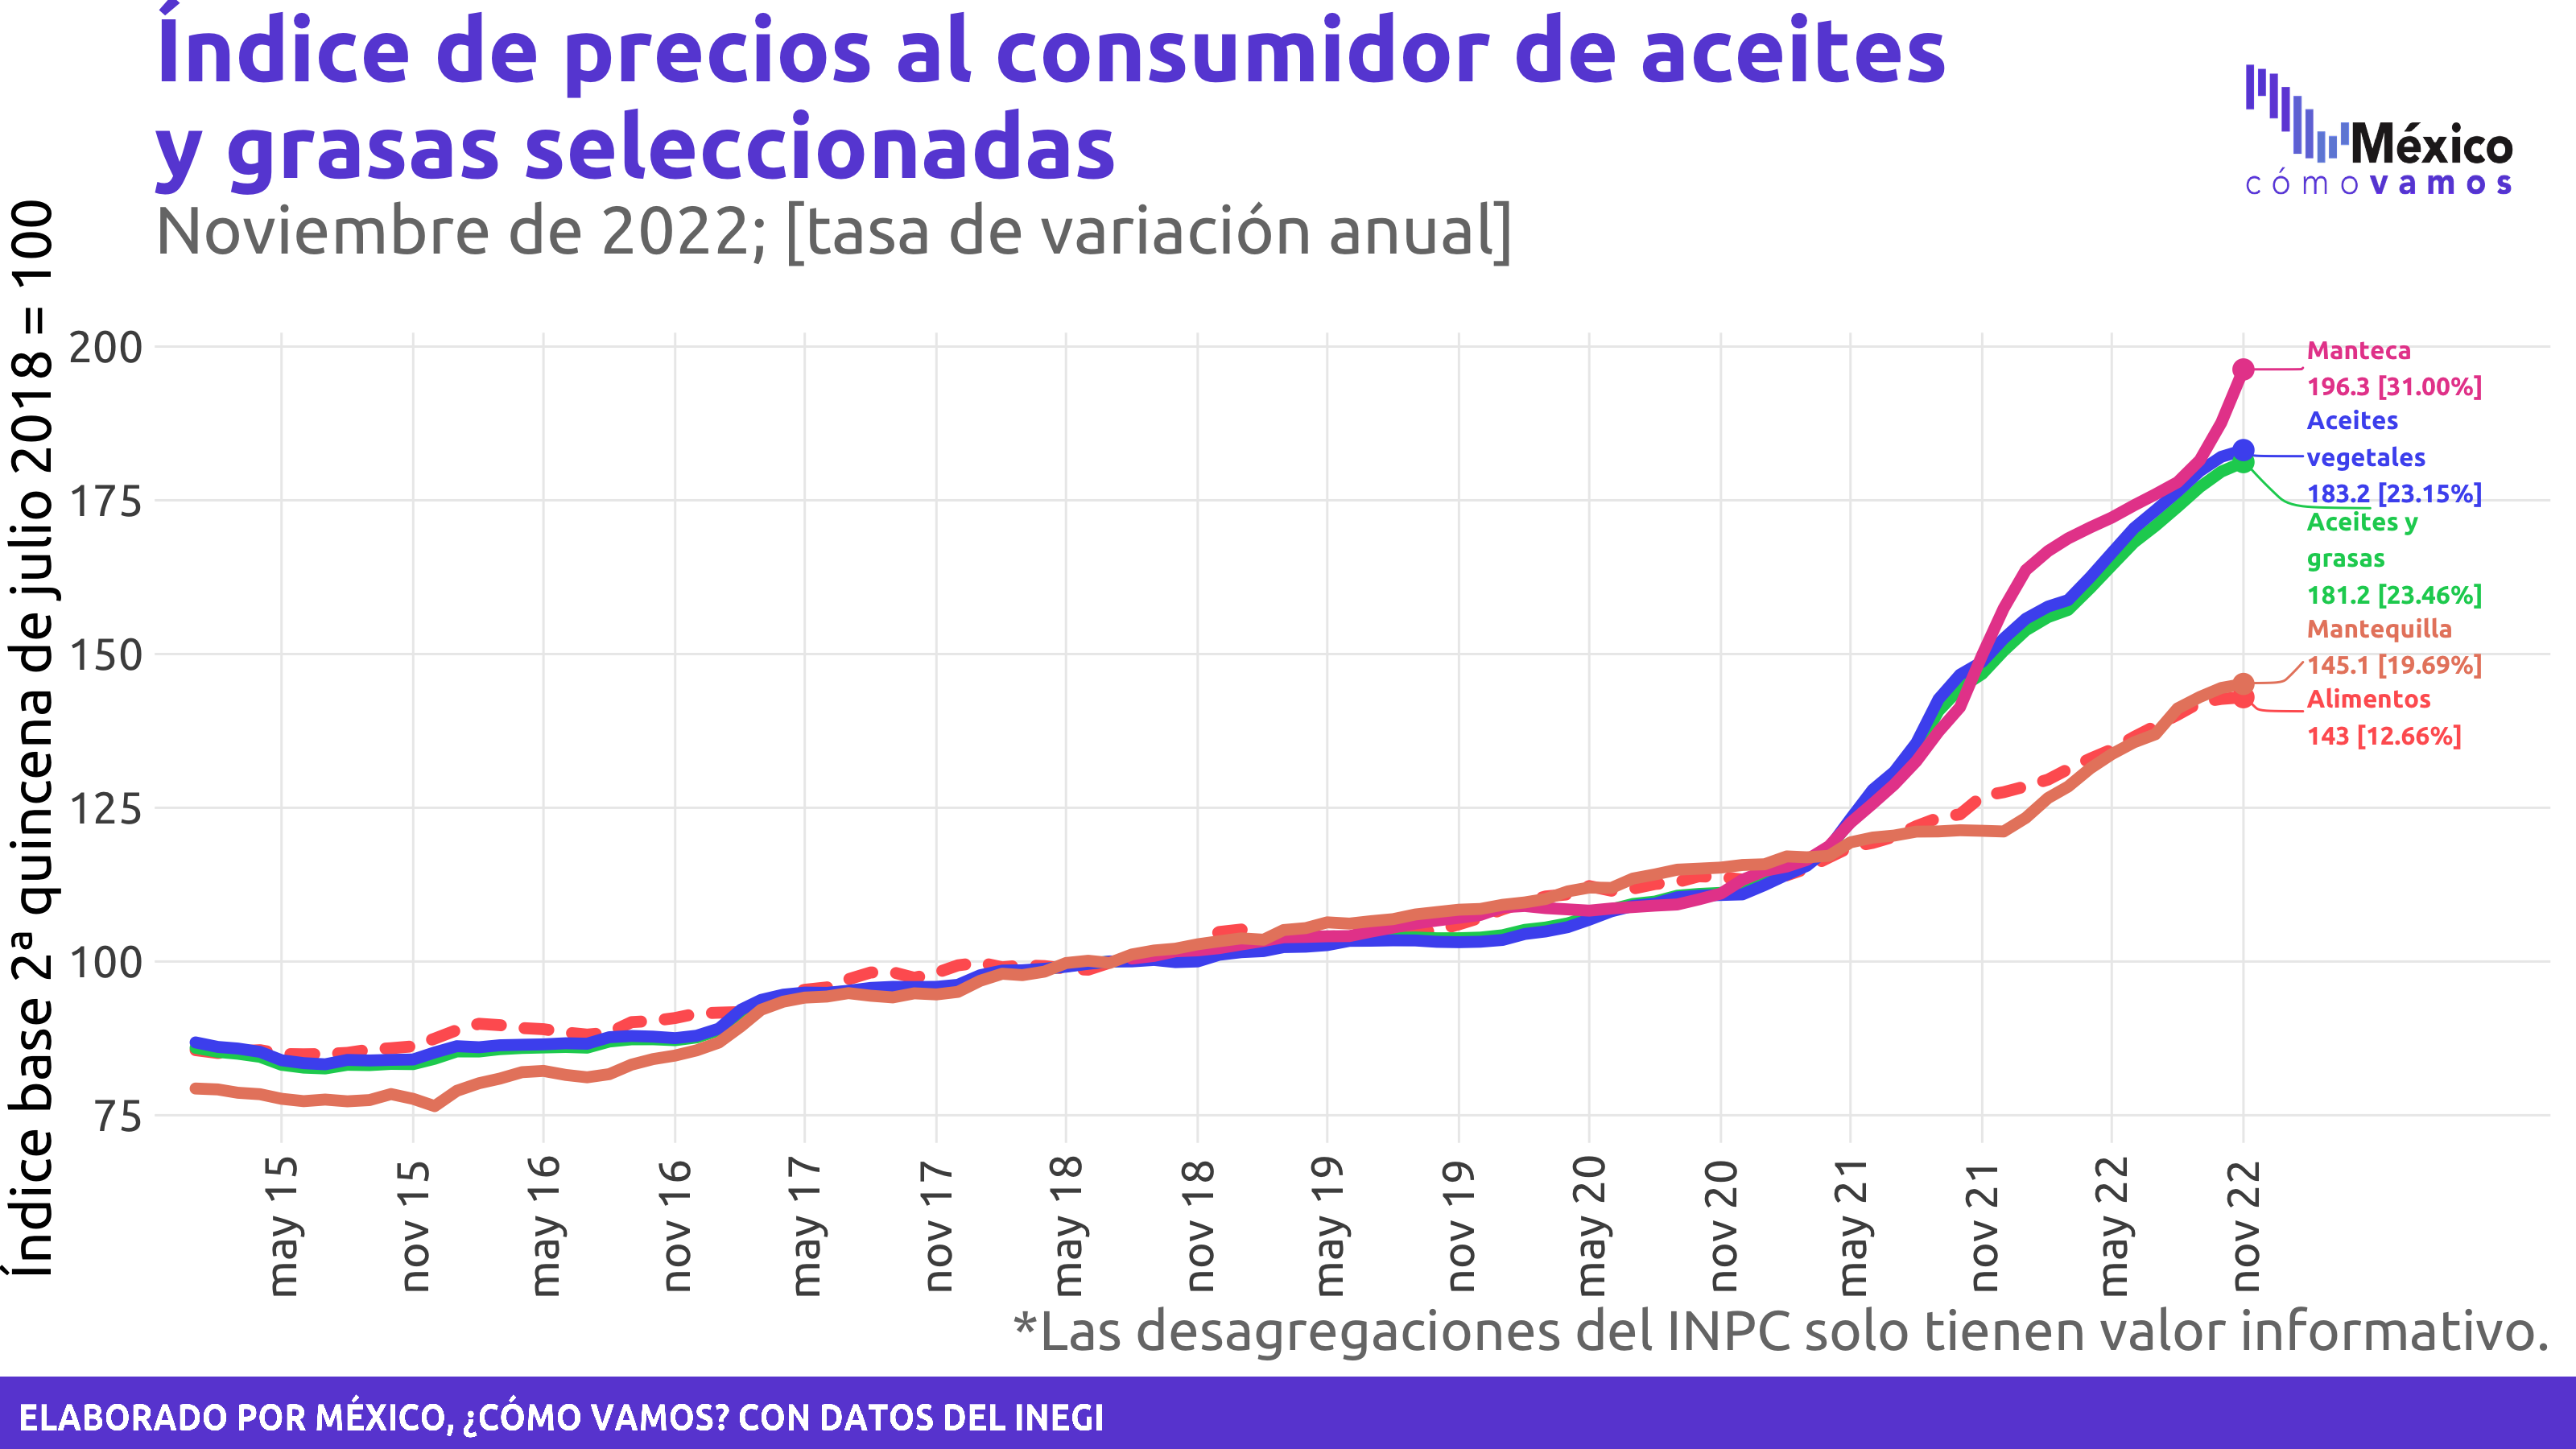 Índice de precios al consumidor de aceites
y grasas seleccionadas
Noviembre de 2022; [tasa de variación anual]
México
cómovamos
Índice base 2ª quincena de julio 2018 = 100
200
175
150
125
100
75
Manteca
196.3 [31.00%]
Aceites
vegetales
183.2 [23.15%]
Aceites y
grasas
181.2 [23.46%]
Mantequilla
145.1 [19.69%]
Alimentos
143 [12.66%]
may 15
nov 15
may 16
nov 16
may 17
nov 17
may 18
nov 18
may 19
nov 19
may 20
nov 20
may 21
nov 21
may 22
nov 22
*Las desagregaciones del INPC solo tienen valor informativo.
ELABORADO POR MÉXICO, ¿CÓMO VAMOS? CON DATOS DEL INEGI